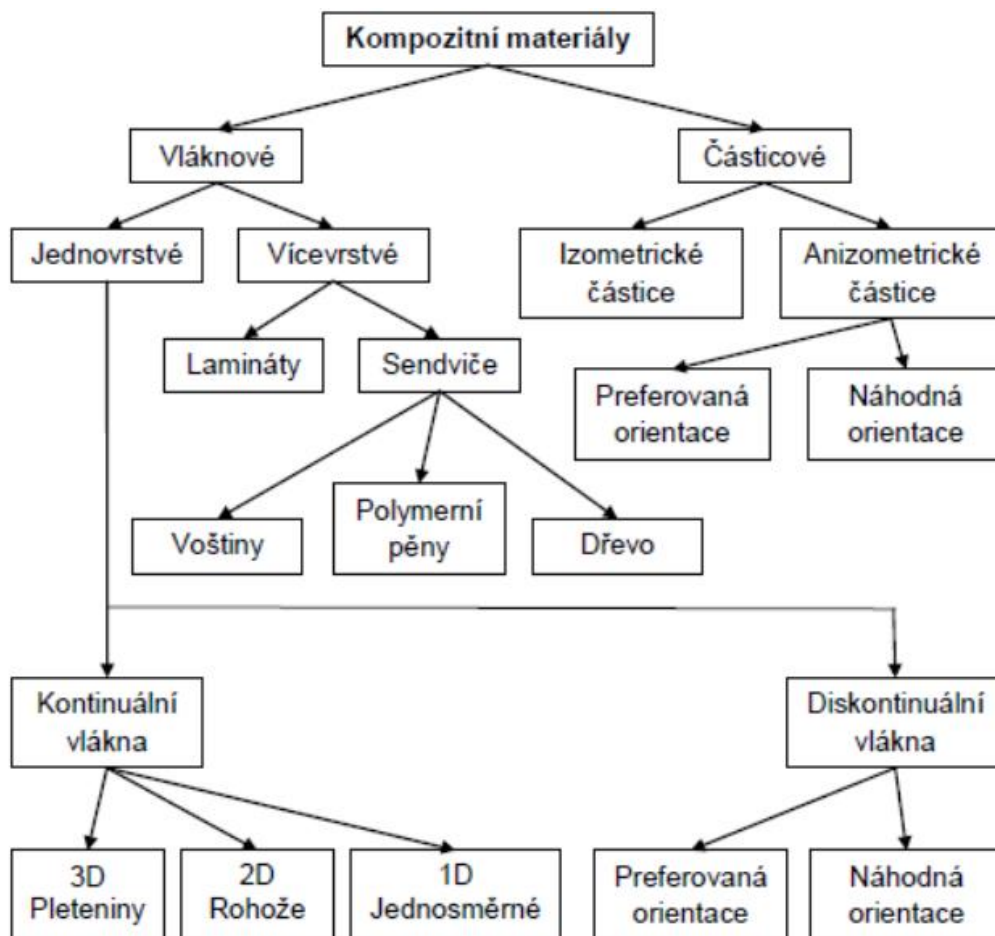 Kompozitní materiály
Vláknové
Částicové
Jednovrstvé
Vícevrstvé
Izometrické
částice
Anizometrické
částice
Lamináty
Sendviče
Preferovaná
orientace
Náhodná
orientace
Voštiny
Polymerní
pěny
Dřevo
Kontinuální
vlákna
Diskontinuální
vlákna
3D
Pleteniny
2D
Rohože
1D
Jednosměrné
Preferovaná
orientace
Náhodná
orientace